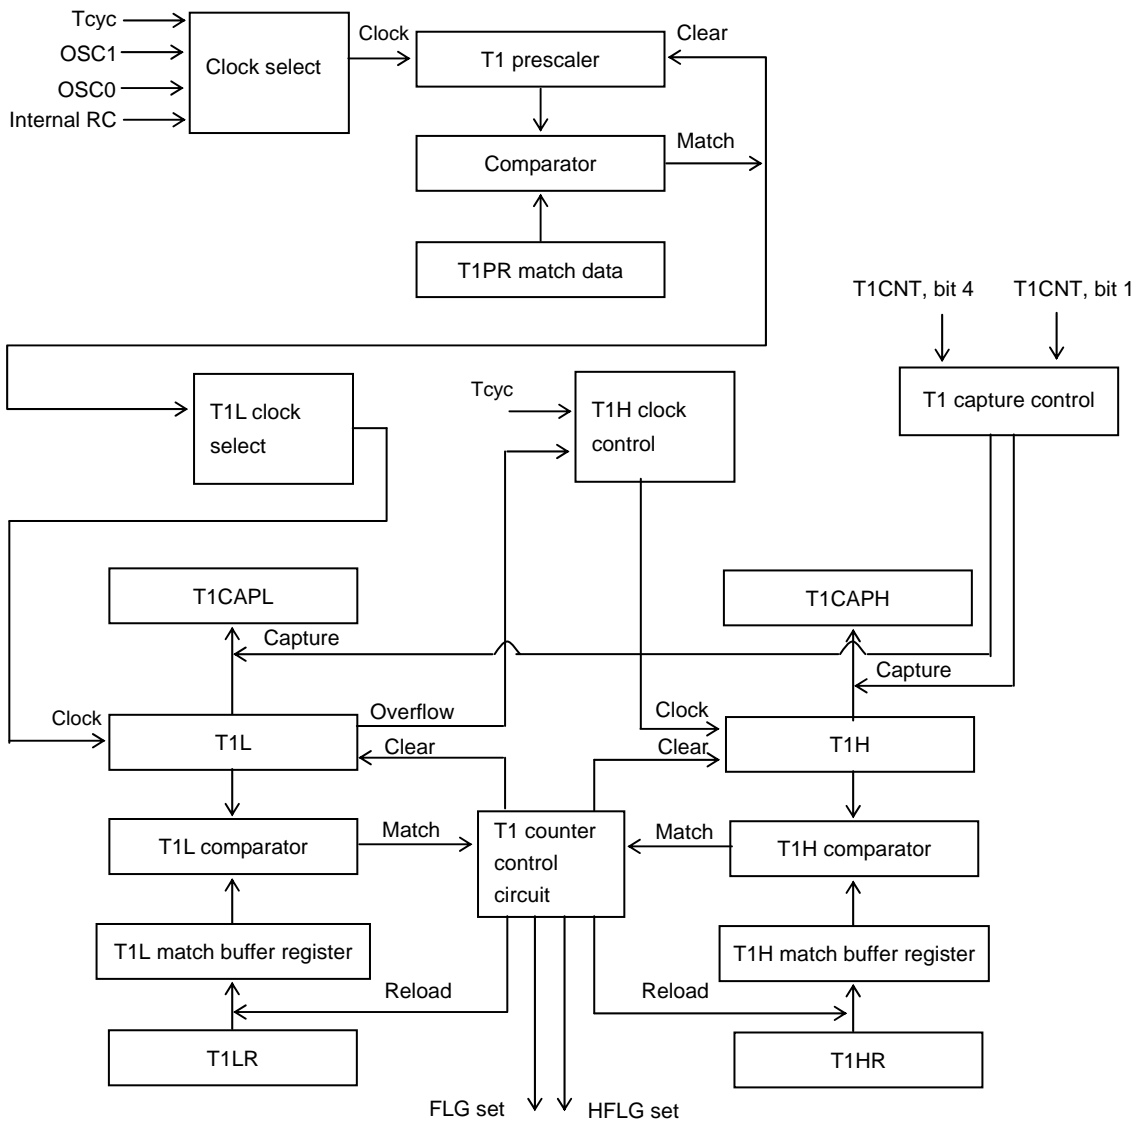 Tcyc
OSC1
OSC0
Internal RC
Clock select
Clock
T1 prescaler
Clear
Comparator
Match
T1PR match data
T1CNT, bit 4
T1CNT, bit 1
T1 capture control
T1L clock
select
Tcyc
T1H clock
control
T1CAPL
T1CAPH
Capture
Capture
Clock
T1L
Overflow
Clear
Clock
Clear
T1H
T1L comparator
Match
T1 counter
control
circuit
Match
T1H comparator
T1L match buffer register
T1H match buffer register
Reload
Reload
T1LR
T1HR
FLG set
HFLG set